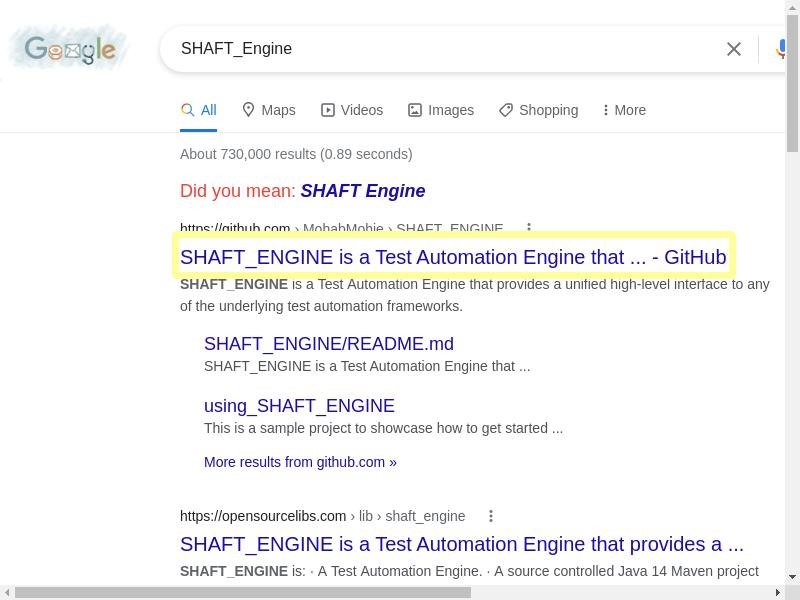 Google
SHAFT_Engine
All Maps Videos Images Shopping More
About 730,000 results (0.89 seconds)
Did you mean: SHAFT Engine
https://github.com › MohabMohie › SHAFT_ENGINE
SHAFT_ENGINE is a Test Automation Engine that ... - GitHub
SHAFT_ENGINE is a Test Automation Engine that provides a unified high-level interface to any
of the underlying test automation frameworks.
SHAFT_ENGINE/README.md
SHAFT_ENGINE is a Test Automation Engine that ...
using_SHAFT_ENGINE
This is a sample project to showcase how to get started ...
More results from github.com »
https://opensourcelibs.com › lib › shaft_engine
SHAFT_ENGINE is a Test Automation Engine that provides a ...
SHAFT_ENGINE is: · A Test Automation Engine. · A source controlled Java 14 Maven project